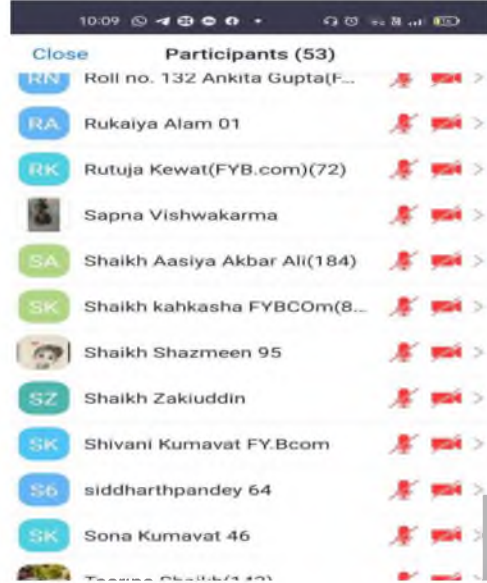 10:09
Close Participants (53)
RN Roll no. 132 Ankita Gupta(F...
RA Rukaiya Alam 01
RK Rutuja Kewat(FYB.com)(72)
Sapna Vishwakarma
SA Shaikh Aasiya Akbar Ali(184)
SK Shaikh kahkasha FYBCOm(8...
Shaikh Shazmeen 95
SZ Shaikh Zakiuddin
SK Shivani Kumavat FY.Bcom
S6 siddharthpandey 64
SK Sona Kumavat 46